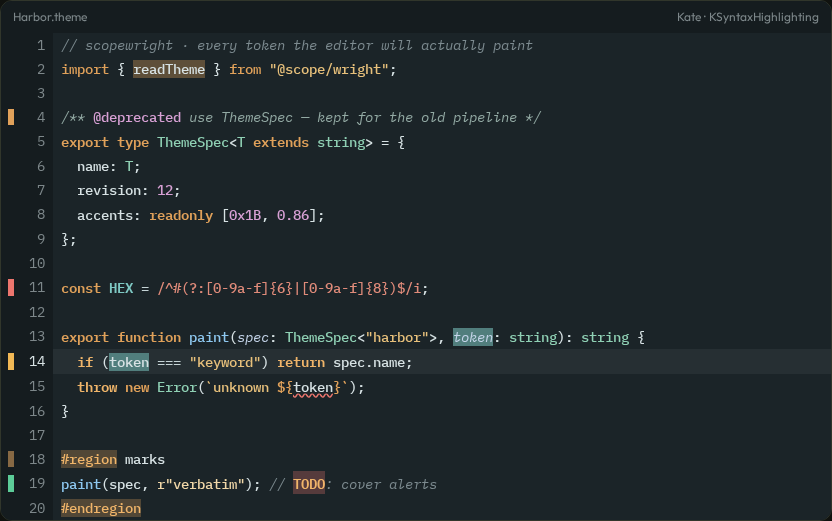 Harbor.theme
Kate · KSyntaxHighlighting
1 // scopewright · every token the editor will actually paint
2 import { readTheme } from "@scope/wright";
3
4 /** @deprecated use ThemeSpec — kept for the old pipeline */
5 export type ThemeSpec<T extends string> = {
6   name: T;
7   revision: 12;
8   accents: readonly [0x1B, 0.86];
9 };
10
11 const HEX = /^#(?:[0-9a-f]{6}|[0-9a-f]{8})$/i;
12
13 export function paint(spec: ThemeSpec<"harbor">, token: string): string {
14   if (token === "keyword") return spec.name;
15   throw new Error(`unknown ${token}`);
16 }
17
18 #region marks
19 paint(spec, r"verbatim"); // TODO: cover alerts
20 #endregion